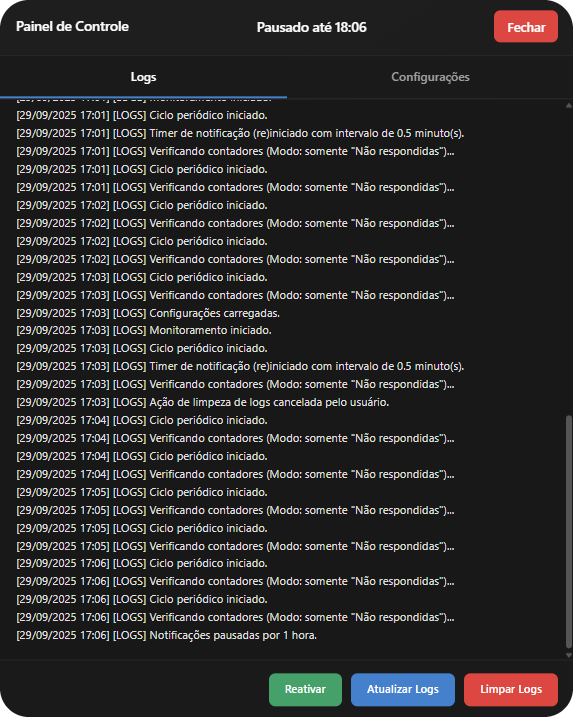 Painel de Controle
Pausado até 18:06
Fechar
Logs
Configurações
[29/09/2025 17:01] [LOGS] Ciclo periódico iniciado.
[29/09/2025 17:01] [LOGS] Timer de notificação (re)iniciado com intervalo de 0.5 minuto(s).
[29/09/2025 17:01] [LOGS] Verificando contadores (Modo: somente "Não respondidas")...
[29/09/2025 17:01] [LOGS] Ciclo periódico iniciado.
[29/09/2025 17:01] [LOGS] Verificando contadores (Modo: somente "Não respondidas")...
[29/09/2025 17:02] [LOGS] Ciclo periódico iniciado.
[29/09/2025 17:02] [LOGS] Verificando contadores (Modo: somente "Não respondidas")...
[29/09/2025 17:02] [LOGS] Ciclo periódico iniciado.
[29/09/2025 17:02] [LOGS] Verificando contadores (Modo: somente "Não respondidas")...
[29/09/2025 17:03] [LOGS] Ciclo periódico iniciado.
[29/09/2025 17:03] [LOGS] Verificando contadores (Modo: somente "Não respondidas")...
[29/09/2025 17:03] [LOGS] Configurações carregadas.
[29/09/2025 17:03] [LOGS] Monitoramento iniciado.
[29/09/2025 17:03] [LOGS] Ciclo periódico iniciado.
[29/09/2025 17:03] [LOGS] Timer de notificação (re)iniciado com intervalo de 0.5 minuto(s).
[29/09/2025 17:03] [LOGS] Verificando contadores (Modo: somente "Não respondidas")...
[29/09/2025 17:03] [LOGS] Ação de limpeza de logs cancelada pelo usuário.
[29/09/2025 17:04] [LOGS] Ciclo periódico iniciado.
[29/09/2025 17:04] [LOGS] Verificando contadores (Modo: somente "Não respondidas")...
[29/09/2025 17:04] [LOGS] Ciclo periódico iniciado.
[29/09/2025 17:04] [LOGS] Verificando contadores (Modo: somente "Não respondidas")...
[29/09/2025 17:05] [LOGS] Ciclo periódico iniciado.
[29/09/2025 17:05] [LOGS] Verificando contadores (Modo: somente "Não respondidas")...
[29/09/2025 17:05] [LOGS] Ciclo periódico iniciado.
[29/09/2025 17:05] [LOGS] Verificando contadores (Modo: somente "Não respondidas")...
[29/09/2025 17:06] [LOGS] Ciclo periódico iniciado.
[29/09/2025 17:06] [LOGS] Verificando contadores (Modo: somente "Não respondidas")...
[29/09/2025 17:06] [LOGS] Ciclo periódico iniciado.
[29/09/2025 17:06] [LOGS] Verificando contadores (Modo: somente "Não respondidas")...
[29/09/2025 17:06] [LOGS] Notificações pausadas por 1 hora.
Reativar
Atualizar Logs
Limpar Logs